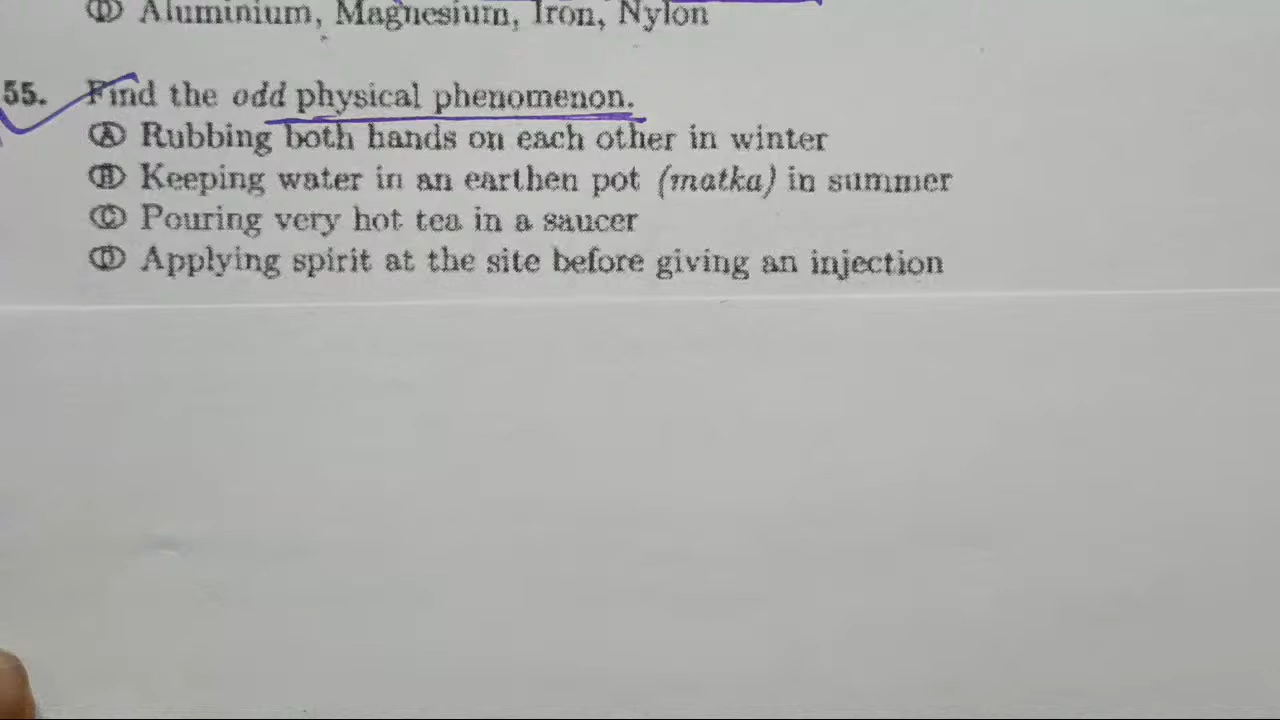 Ⓓ Aluminium, Magnesium, Iron, Nylon
55. Find the odd physical phenomenon.
Ⓐ Rubbing both hands on each other in winter
Ⓑ Keeping water in an earthen pot (matka) in summer
Ⓒ Pouring very hot tea in a saucer
Ⓓ Applying spirit at the site before giving an injection